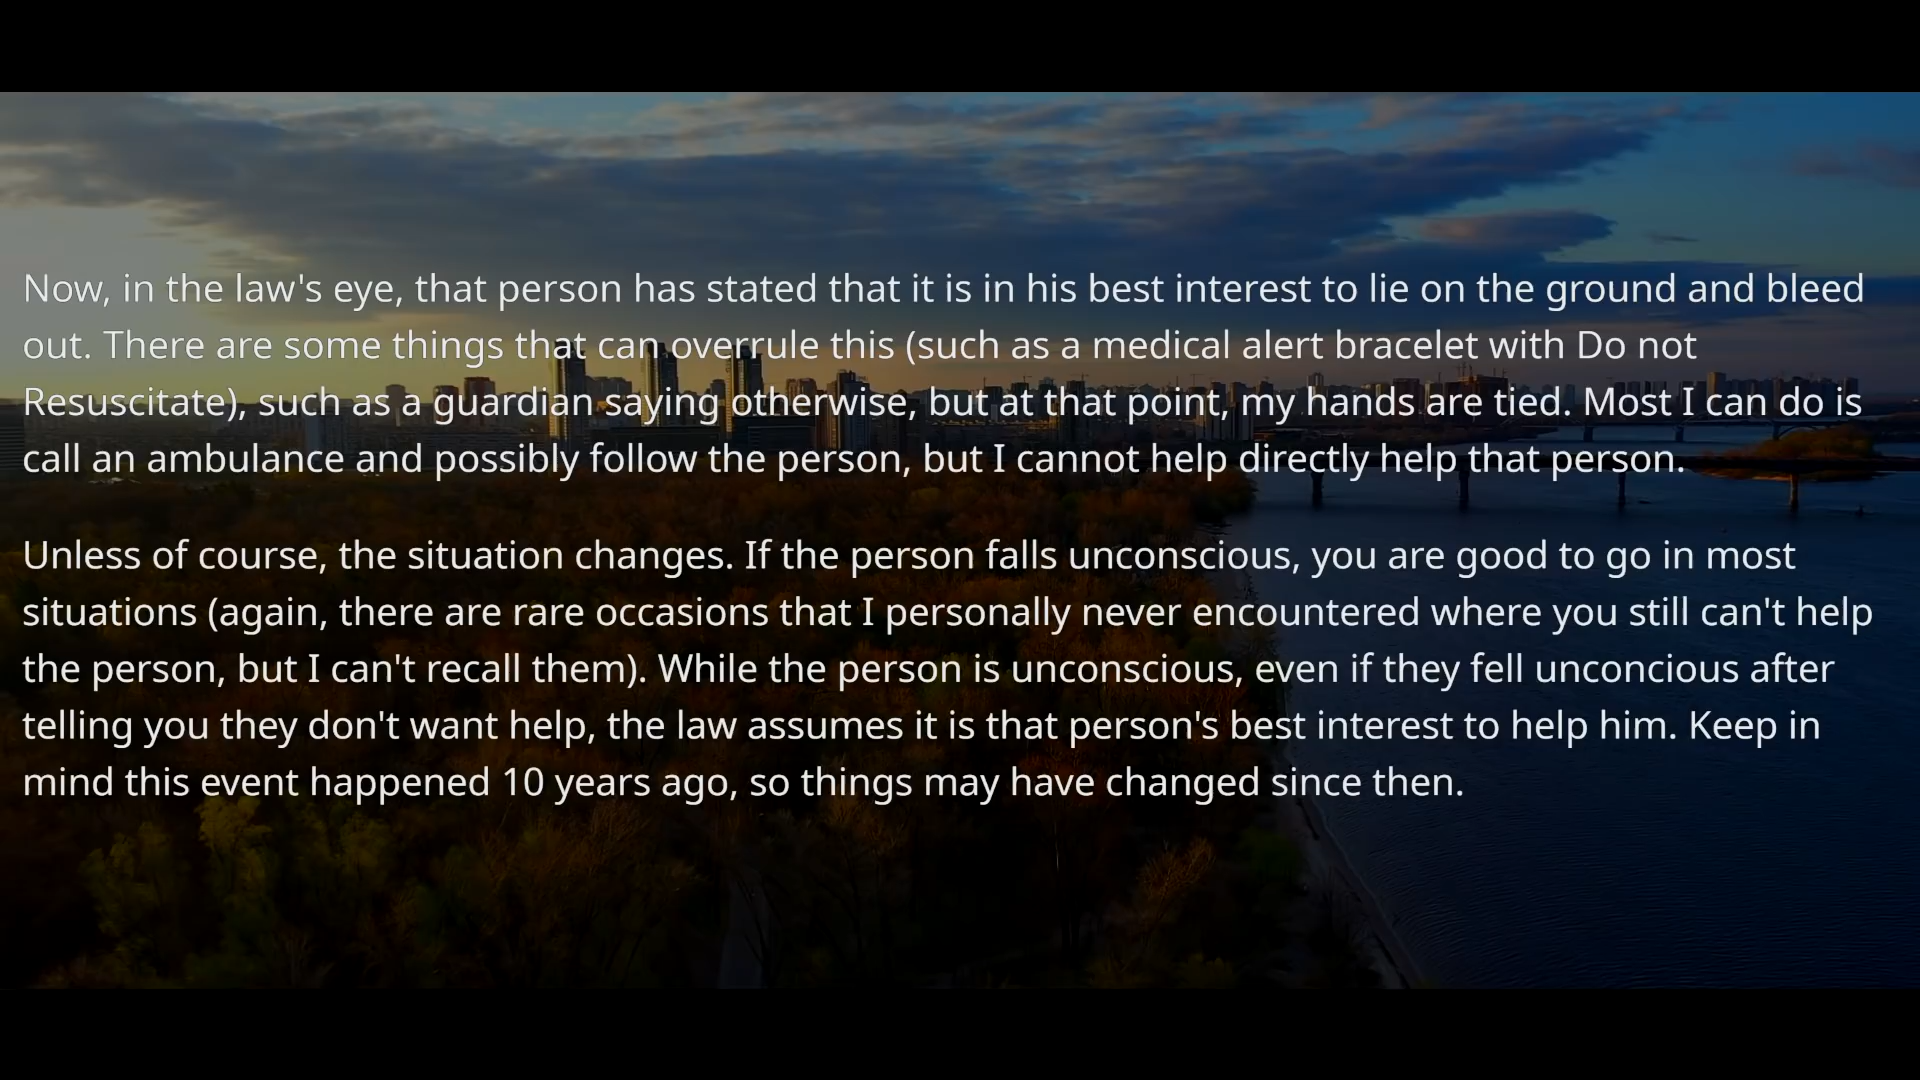 Now, in the law's eye, that person has stated that it is in his best interest to lie on the ground and bleed
out. There are some things that can overrule this (such as a medical alert bracelet with Do not
Resuscitate), such as a guardian saying otherwise, but at that point, my hands are tied. Most I can do is
call an ambulance and possibly follow the person, but I cannot help directly help that person.
Unless of course, the situation changes. If the person falls unconscious, you are good to go in most
situations (again, there are rare occasions that I personally never encountered where you still can't help
the person, but I can't recall them). While the person is unconscious, even if they fell unconcious after
telling you they don't want help, the law assumes it is that person's best interest to help him. Keep in
mind this event happened 10 years ago, so things may have changed since then.